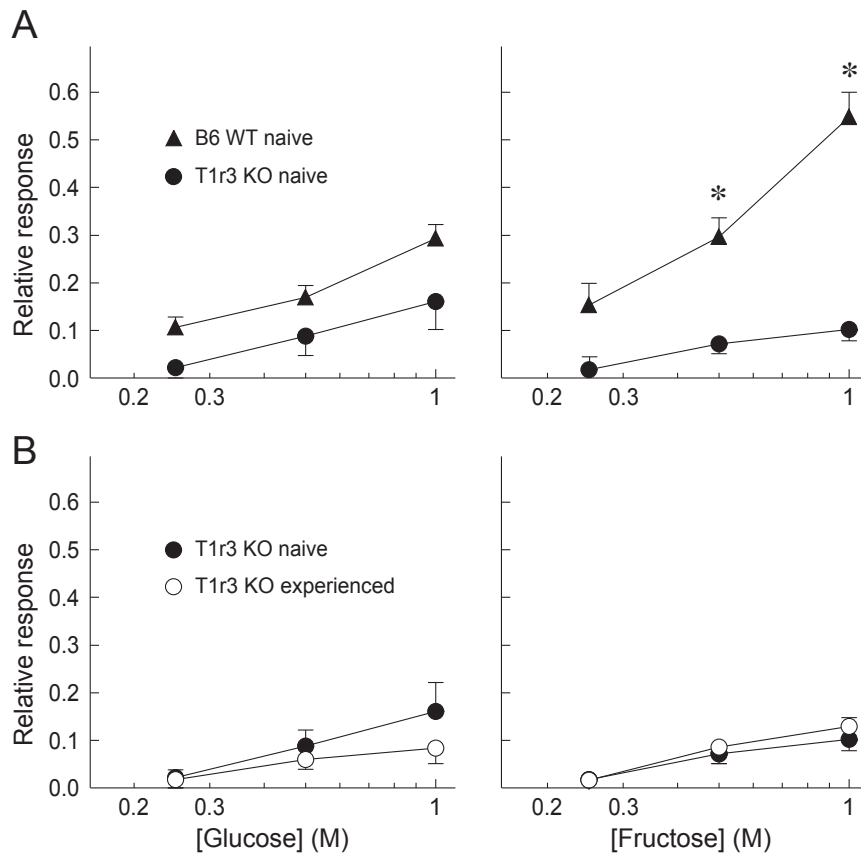 A
Relative response
0.6
0.5
0.4
0.3
0.2
0.1
0.0
B6 WT naive
T1r3 KO naive
*
*
0.2 0.3 1
0.2 0.3 1
B
Relative response
0.6
0.5
0.4
0.3
0.2
0.1
0.0
T1r3 KO naive
T1r3 KO experienced
0.2 0.3 1
0.2 0.3 1
[Glucose] (M)
[Fructose] (M)